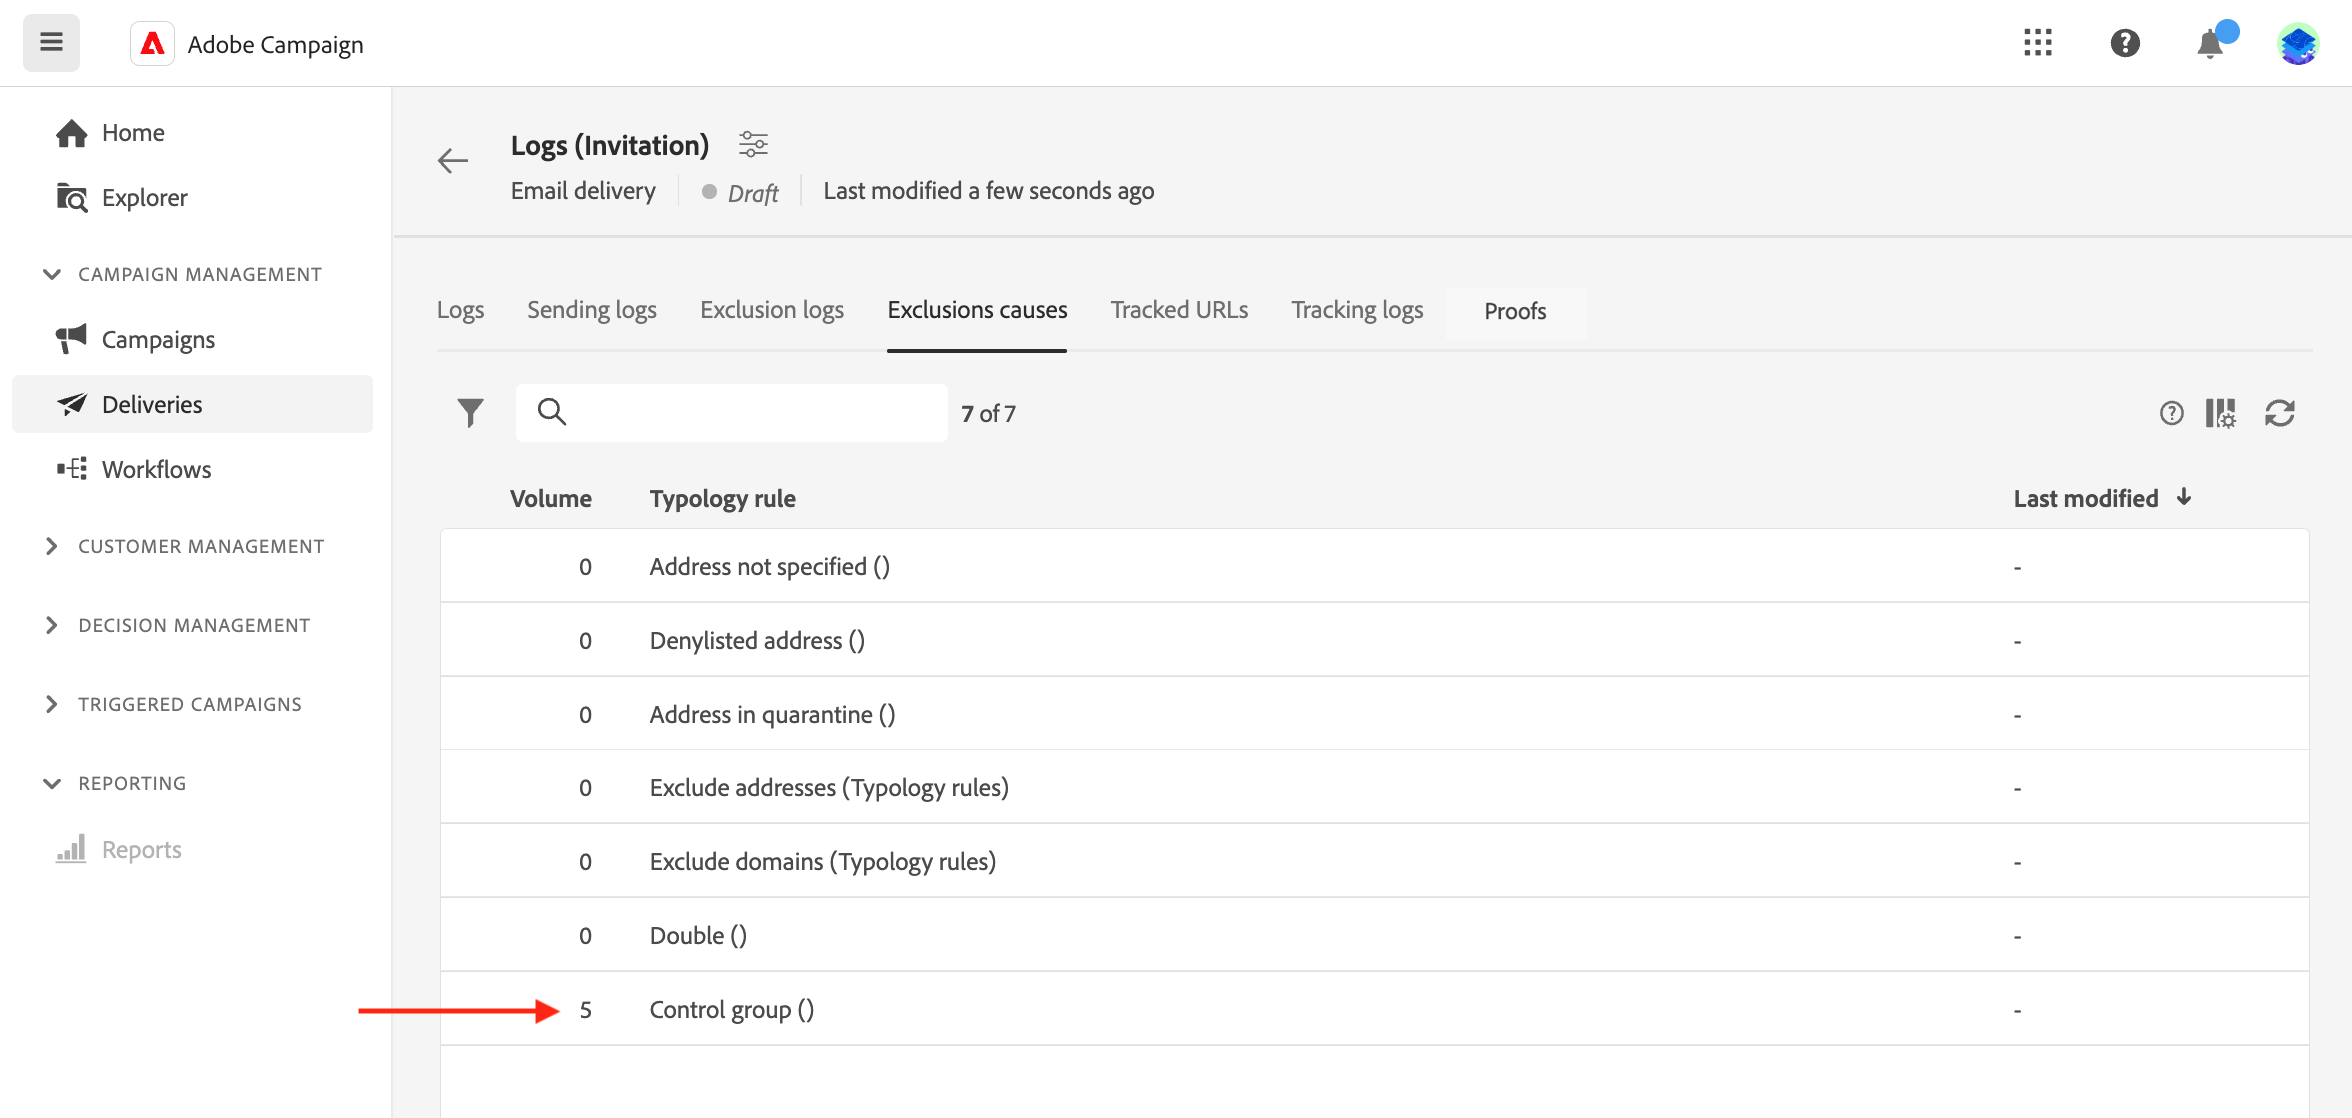 Adobe Campaign
Home
Explorer
CAMPAIGN MANAGEMENT
Campaigns
Deliveries
Workflows
CUSTOMER MANAGEMENT
DECISION MANAGEMENT
TRIGGERED CAMPAIGNS
REPORTING
Reports
Logs (Invitation)
Email delivery Draft Last modified a few seconds ago
Logs Sending logs Exclusion logs Exclusions causes Tracked URLs Tracking logs Proofs
7 of 7
Volume Typology rule Last modified
0 Address not specified () -
0 Denylisted address () -
0 Address in quarantine () -
0 Exclude addresses (Typology rules) -
0 Exclude domains (Typology rules) -
0 Double () -
5 Control group () -